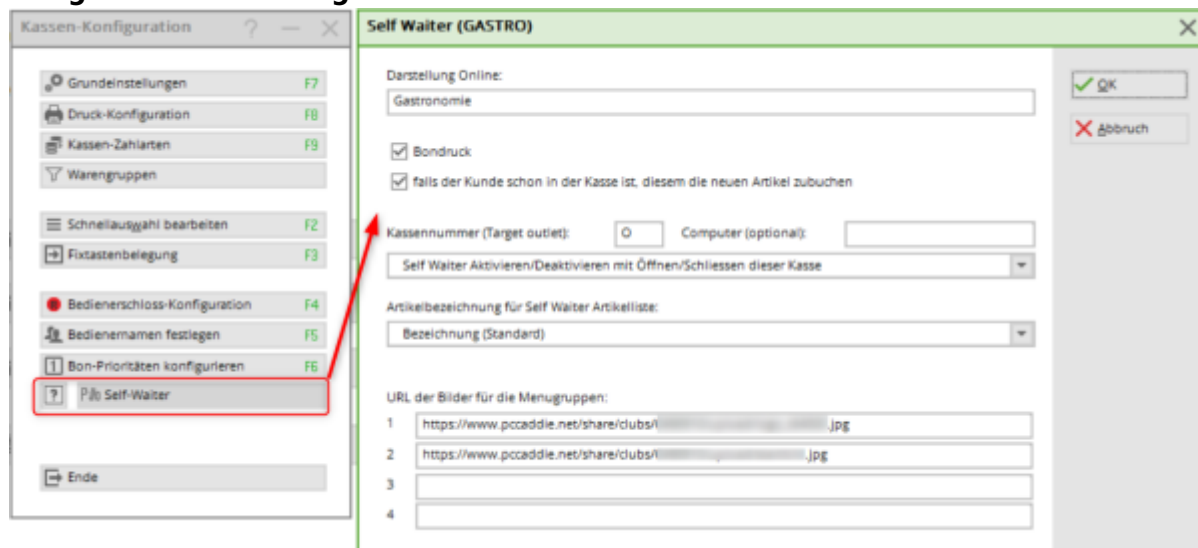 Kassen-Konfiguration ? — ×
Grundeinstellungen F7
Druck-Konfiguration F8
Kassen-Zahlarten F9
Warengruppen
Schnellauswahl bearbeiten F2
Fixtastenbelegung F3
Bedienerschloss-Konfiguration F4
Bedienernamen festlegen F5
1 Bon-Prioritäten konfigurieren F6
? Self-Waiter
Ende
Self Waiter (GASTRO) ×
Darstellung Online:
Gastronomie
OK
Abbruch
Bondruck
falls der Kunde schon in der Kasse ist, diesem die neuen Artikel zubuchen
Kassennummer (Target outlet): O Computer (optional):
Self Waiter Aktivieren/Deaktivieren mit Öffnen/Schliessen dieser Kasse
Artikelbezeichnung für Self Waiter Artikelliste:
Bezeichnung (Standard)
URL der Bilder für die Menugruppen:
1 https://www.pccaddie.net/share/clubs/ .jpg
2 https://www.pccaddie.net/share/clubs/ .jpg
3
4